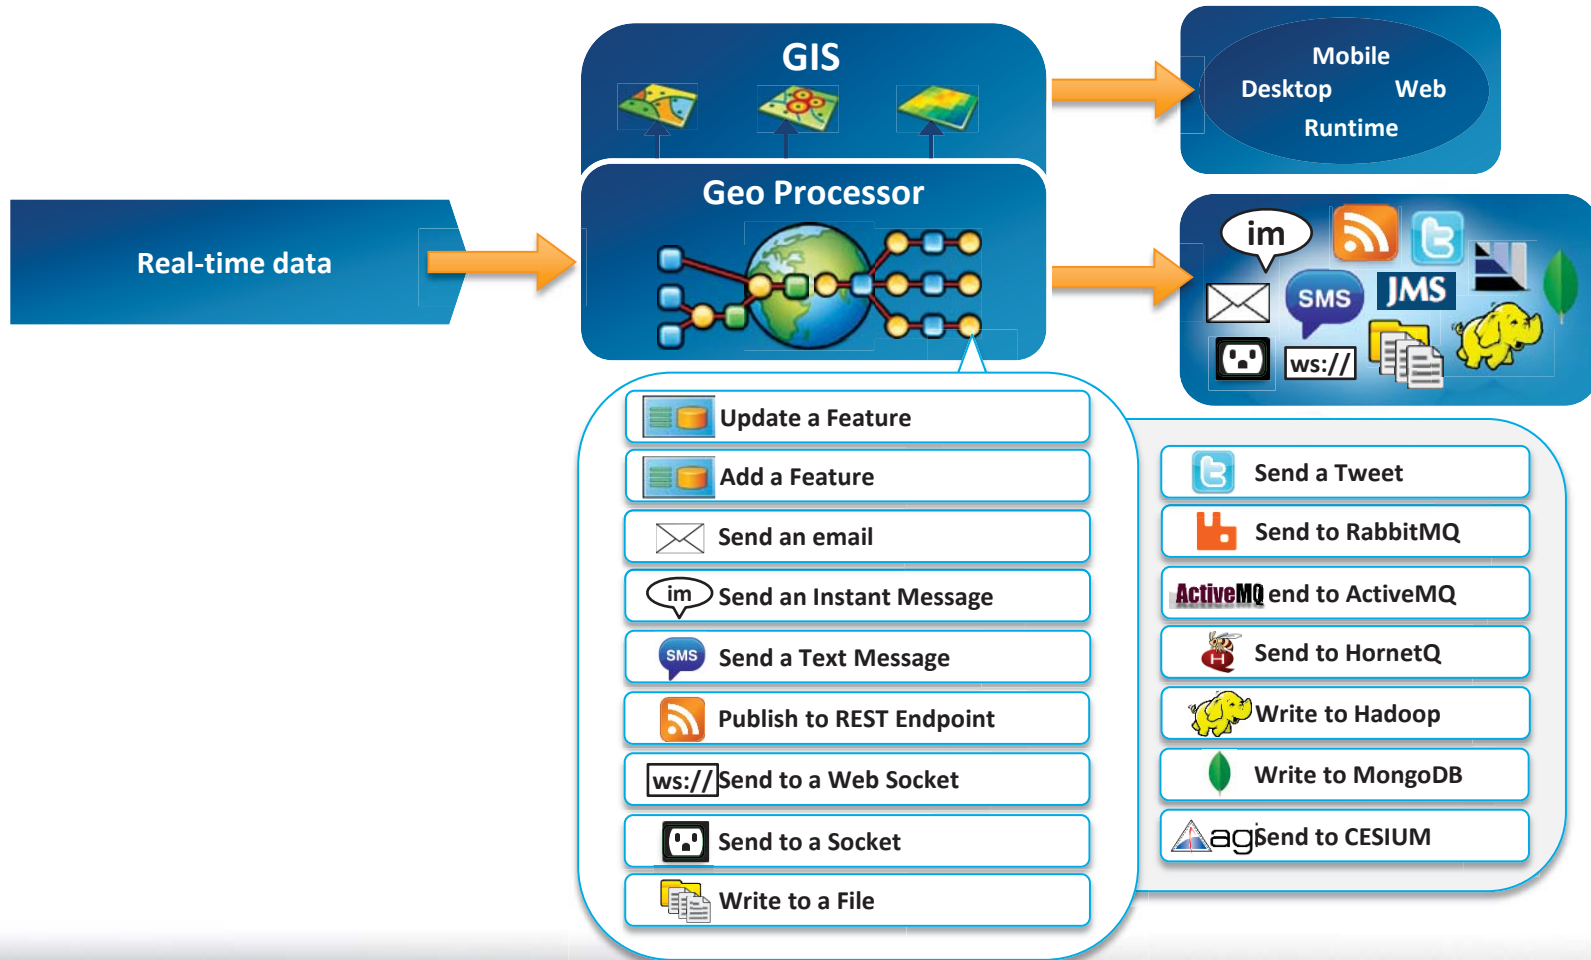 GIS
Mobile
Desktop Web
Runtime
Geo Processor
Real-time data
im
SMS
JMS
ws://
Update a Feature
Add a Feature
Send an email
im Send an Instant Message
SMS Send a Text Message
Publish to REST Endpoint
ws:// Send to a Web Socket
Send to a Socket
Write to a File
Send a Tweet
Send to RabbitMQ
ActiveMQ end to ActiveMQ
H Send to HornetQ
Write to Hadoop
Write to MongoDB
agi Send to CESIUM